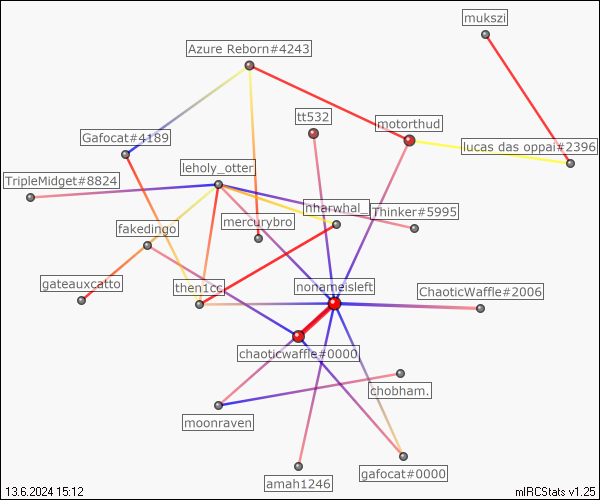 mukszi
Azure Reborn#4243
tt532
motorthud
Gafocat#4189
lucas das oppai#2396
leholy_otter
TripleMidget#8824
nharwhal_
Thinker#5995
mercurybro
fakedingo
gateauxcatto
then1cc
nonameisleft
ChaoticWaffle#2006
chaoticwaffle#0000
chobham.
moonraven
gafocat#0000
amah1246
13.6.2024 15:12
mIRCStats v1.25